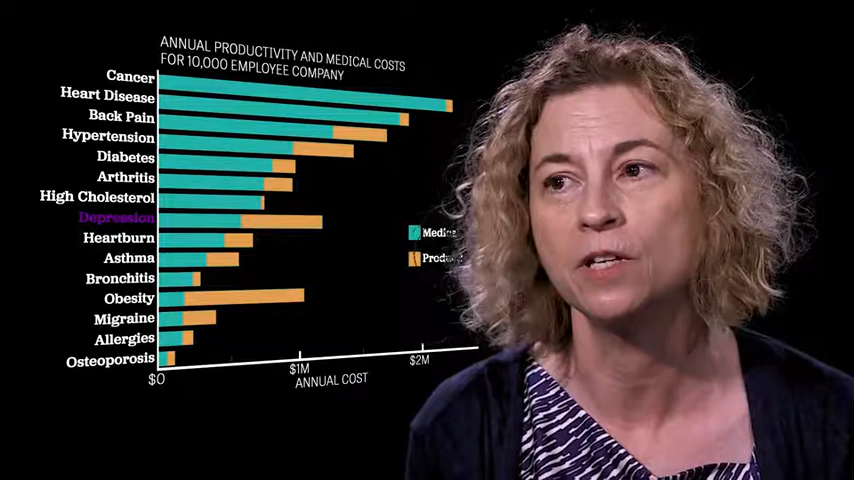 ANNUAL PRODUCTIVITY AND MEDICAL COSTS
FOR 10,000 EMPLOYEE COMPANY
Cancer
Heart Disease
Back Pain
Hypertension
Diabetes
Arthritis
High Cholesterol
Depression
Heartburn
Asthma
Bronchitis
Obesity
Migraine
Allergies
Osteoporosis
$0
$1M
$2M
ANNUAL COST